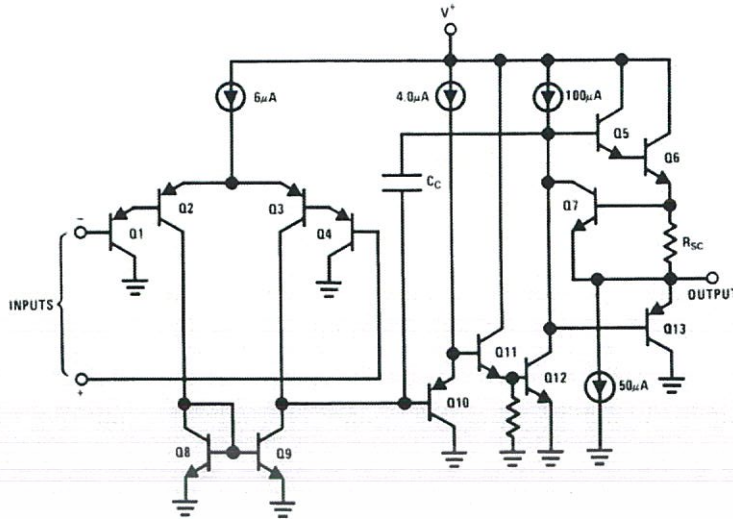 V+
6μA
4.0μA
100μA
Q5
Q6
CC
Q2
Q3
Q7
Q1
Q4
RSC
−
INPUTS
OUTPUT
Q13
Q11
Q12
50μA
+
Q10
Q8
Q9